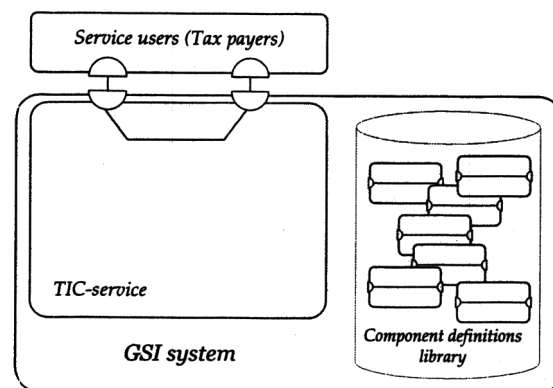 Service users (Tax payers)
TIC-service
GSI system
Component definitions
library